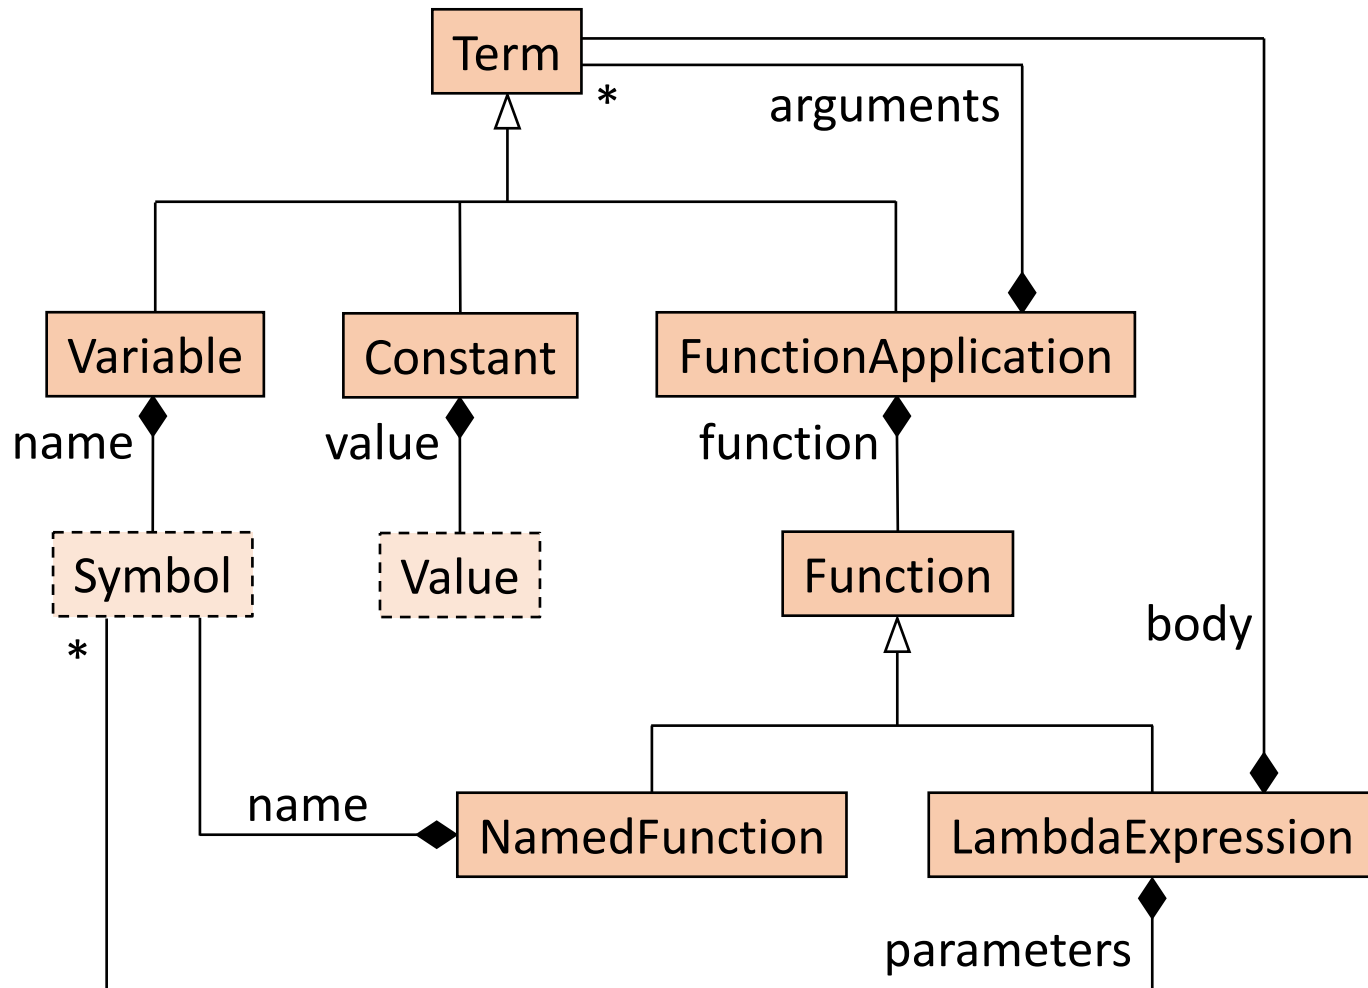 Term
*
arguments
Variable
Constant
FunctionApplication
name
value
function
Symbol
Value
Function
*
body
name
NamedFunction
LambdaExpression
parameters